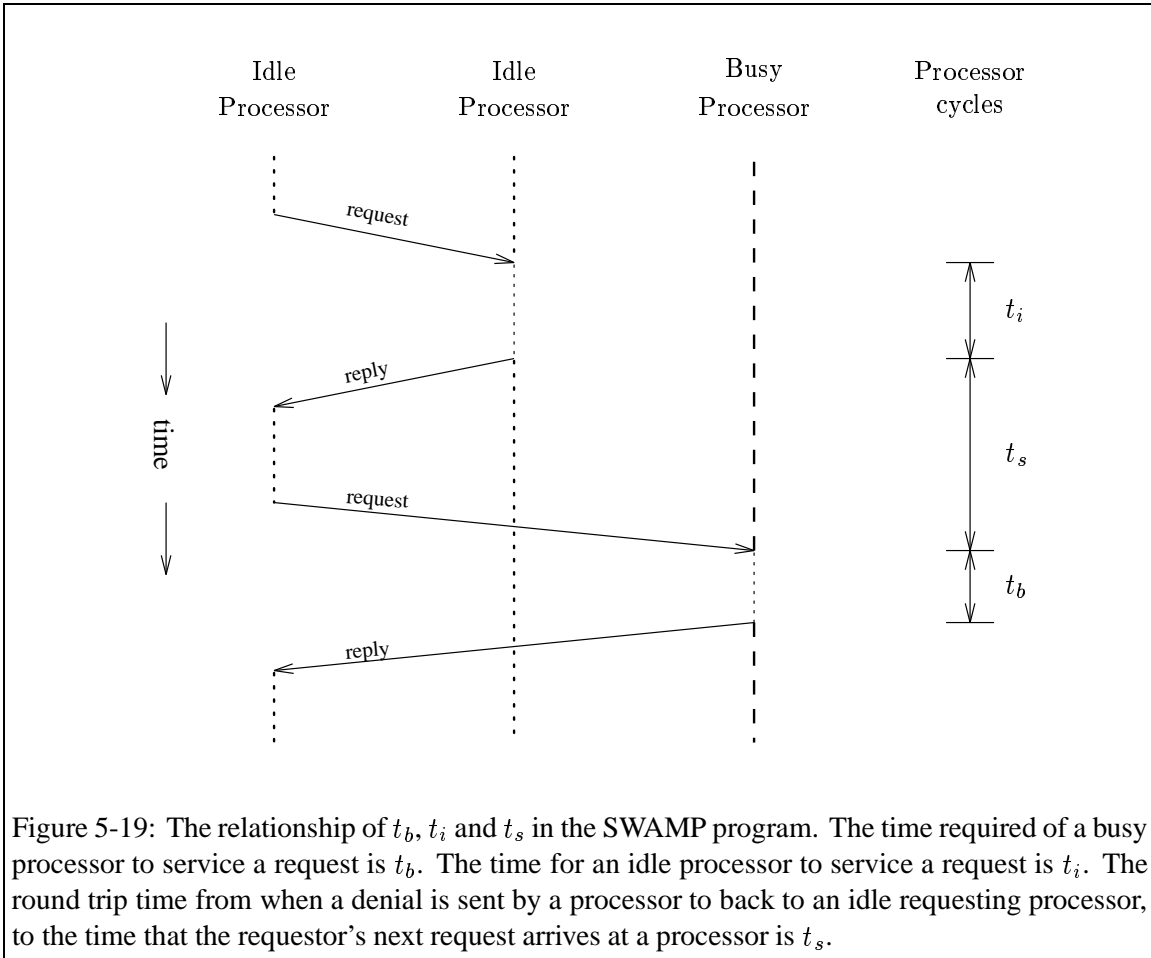 Idle
Processor
Idle
Processor
Busy
Processor
Processor
cycles
request
t_i
reply
time
t_s
request
t_b
reply
Figure 5-19: The relationship of t_b, t_i and t_s in the SWAMP program. The time required of a busy
processor to service a request is t_b. The time for an idle processor to service a request is t_i. The
round trip time from when a denial is sent by a processor to back to an idle requesting processor,
to the time that the requestor's next request arrives at a processor is t_s.